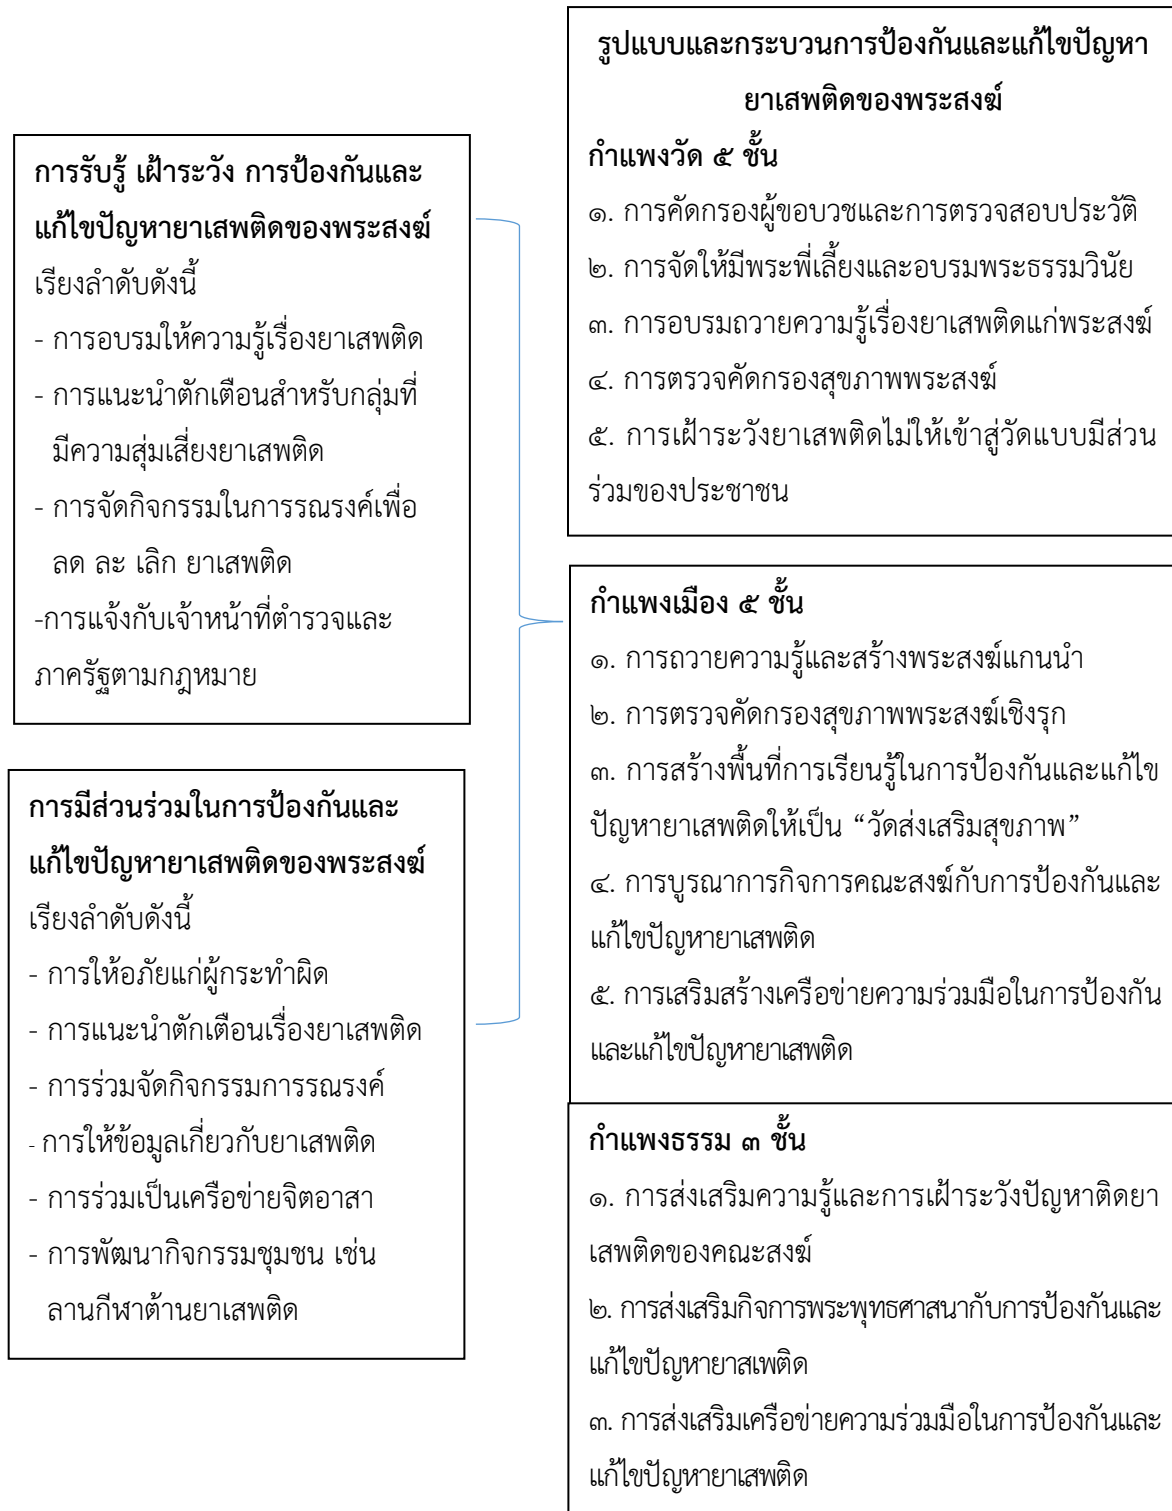 การรับรู้ เฝ้าระวัง การป้องกันและ
แก้ไขปัญหายาเสพติดของพระสงฆ์
เรียงลำดับดังนี้
- การอบรมให้ความรู้เรื่องยาเสพติด
- การแนะนำตักเตือนสำหรับกลุ่มที่
มีความสุ่มเสี่ยงยาเสพติด
- การจัดกิจกรรมในการรณรงค์เพื่อ
ลด ละ เลิก ยาเสพติด
-การแจ้งกับเจ้าหน้าที่ตำรวจและ
ภาครัฐตามกฎหมาย
การมีส่วนร่วมในการป้องกันและ
แก้ไขปัญหายาเสพติดของพระสงฆ์
เรียงลำดับดังนี้
- การให้อภัยแก่ผู้กระทำผิด
- การแนะนำตักเตือนเรื่องยาเสพติด
- การร่วมจัดกิจกรรมการรณรงค์
- การให้ข้อมูลเกี่ยวกับยาเสพติด
- การร่วมเป็นเครือข่ายจิตอาสา
- การพัฒนากิจกรรมชุมชน เช่น
ลานกีฬาต้านยาเสพติด
รูปแบบและกระบวนการป้องกันและแก้ไขปัญหา
ยาเสพติดของพระสงฆ์
กำแพงวัด ๕ ชั้น
๑. การคัดกรองผู้ขอบวชและการตรวจสอบประวัติ
๒. การจัดให้มีพระพี่เลี้ยงและอบรมพระธรรมวินัย
๓. การอบรมถวายความรู้เรื่องยาเสพติดแก่พระสงฆ์
๔. การตรวจคัดกรองสุขภาพพระสงฆ์
๕. การเฝ้าระวังยาเสพติดไม่ให้เข้าสู่วัดแบบมีส่วน
ร่วมของประชาชน
กำแพงเมือง ๕ ชั้น
๑. การถวายความรู้และสร้างพระสงฆ์แกนนำ
๒. การตรวจคัดกรองสุขภาพพระสงฆ์เชิงรุก
๓. การสร้างพื้นที่การเรียนรู้ในการป้องกันและแก้ไข
ปัญหายาเสพติดให้เป็น “วัดส่งเสริมสุขภาพ”
๔. การบูรณาการกิจการคณะสงฆ์กับการป้องกันและ
แก้ไขปัญหายาเสพติด
๕. การเสริมสร้างเครือข่ายความร่วมมือในการป้องกัน
และแก้ไขปัญหายาเสพติด
กำแพงธรรม ๓ ชั้น
๑. การส่งเสริมความรู้และการเฝ้าระวังปัญหาติดยา
เสพติดของคณะสงฆ์
๒. การส่งเสริมกิจการพระพุทธศาสนากับการป้องกันและ
แก้ไขปัญหายาสเพติด
๓. การส่งเสริมเครือข่ายความร่วมมือในการป้องกันและ
แก้ไขปัญหายาเสพติด